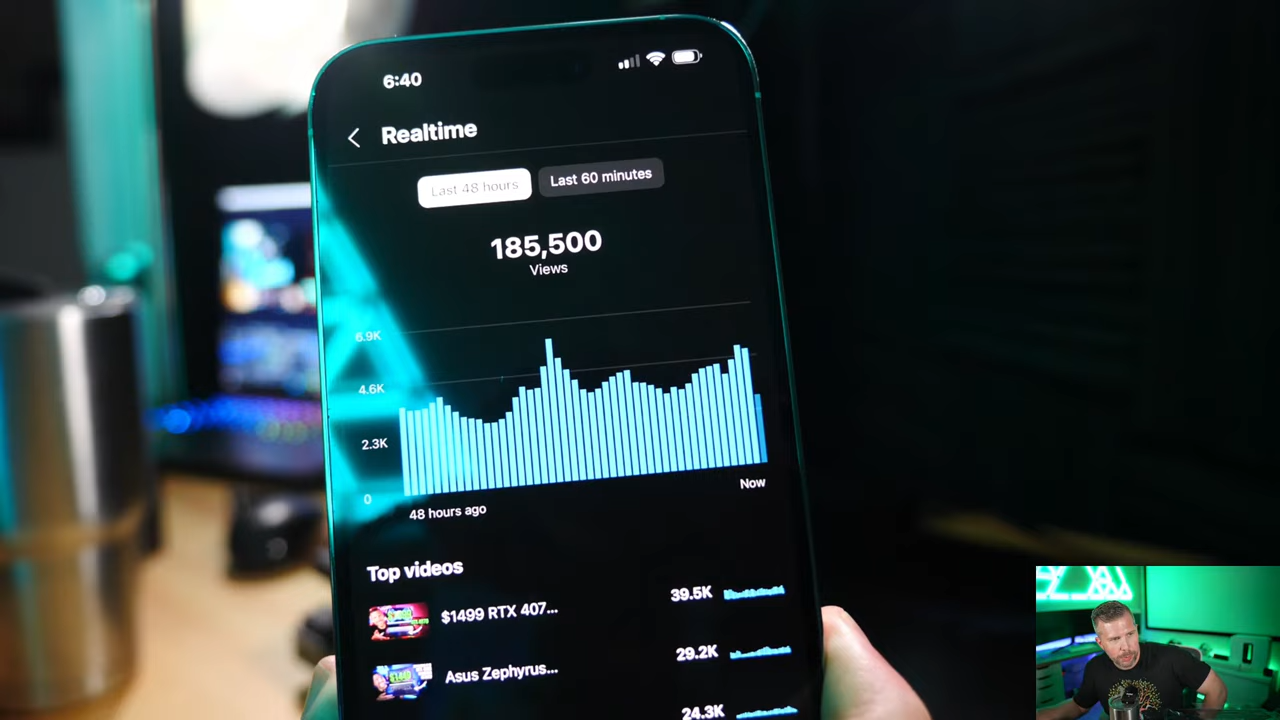 6:40
Realtime
Last 48 hours
Last 60 minutes
185,500
Views
6.9K
4.6K
2.3K
0
48 hours ago
Now
Top videos
$1499 RTX 407...
39.5K
Asus Zephyrus...
29.2K
24.3K